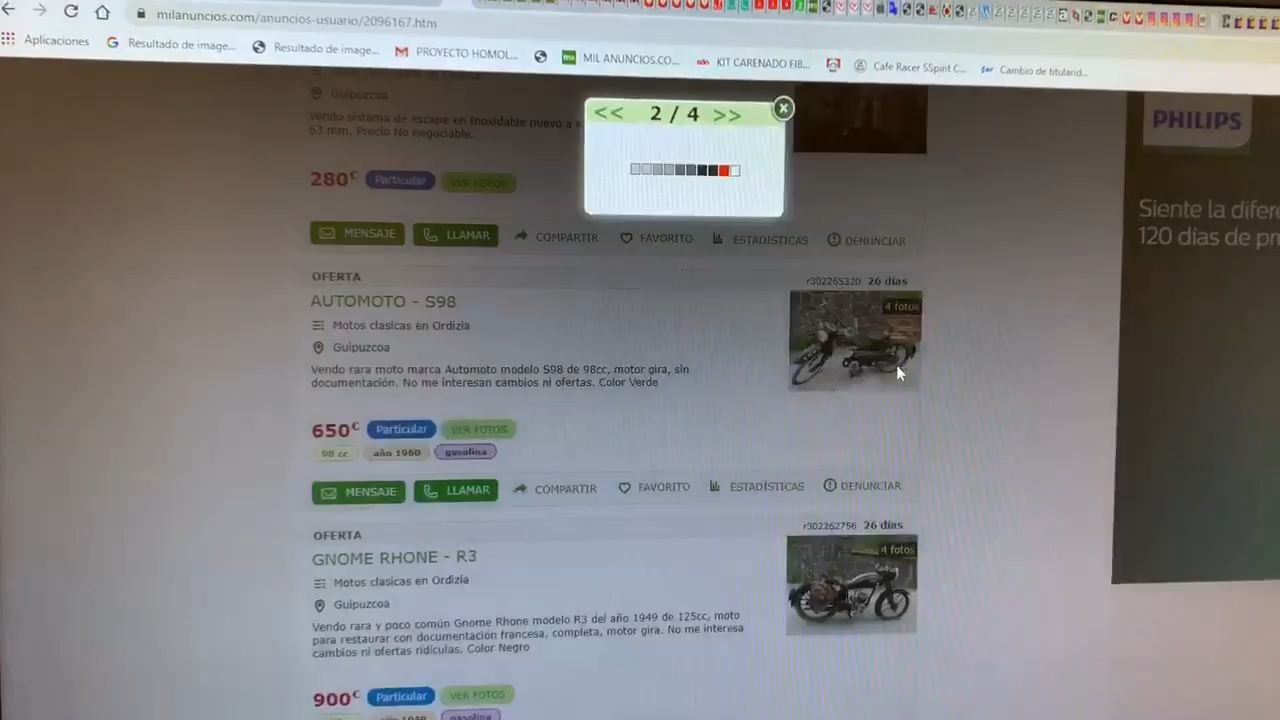 milanuncios.com/anuncios-usuario/2096167.htm
Aplicaciones
Resultado de image...
Resultado de image...
PROYECTO HOMOL...
MIL ANUNCIOS.CO...
KIT CARENADO FIB...
Cafe Racer SSpirit C...
Cambio de titularid...
<< 2 / 4 >>
Guipuzcoa
Vendo sistema de escape en Inoxidable nuevo a e
63 mm. Precio No negociable.
280€ Particular VER FOTOS
MENSAJE LLAMAR COMPARTIR FAVORITO ESTADÍSTICAS DENUNCIAR
PHILIPS
Siente la difer
120 días de pr
OFERTA
r302265320 26 días
AUTOMOTO - S98
4 fotos
Motos clasicas en Ordizia
Guipuzcoa
Vendo rara moto marca Automoto modelo S98 de 98cc, motor gira, sin
documentación. No me interesan cambios ni ofertas. Color Verde
650€ Particular VER FOTOS
98 cc año 1960 gasolina
MENSAJE LLAMAR COMPARTIR FAVORITO ESTADÍSTICAS DENUNCIAR
OFERTA
r302262756 26 días
GNOME RHONE - R3
4 fotos
Motos clasicas en Ordizia
Guipuzcoa
Vendo rara y poco común Gnome Rhone modelo R3 del año 1949 de 125cc, moto
para restaurar con documentación francesa, completa, motor gira. No me interesa
cambios ni ofertas ridículas. Color Negro
900€ Particular VER FOTOS
año 1949 gasolina